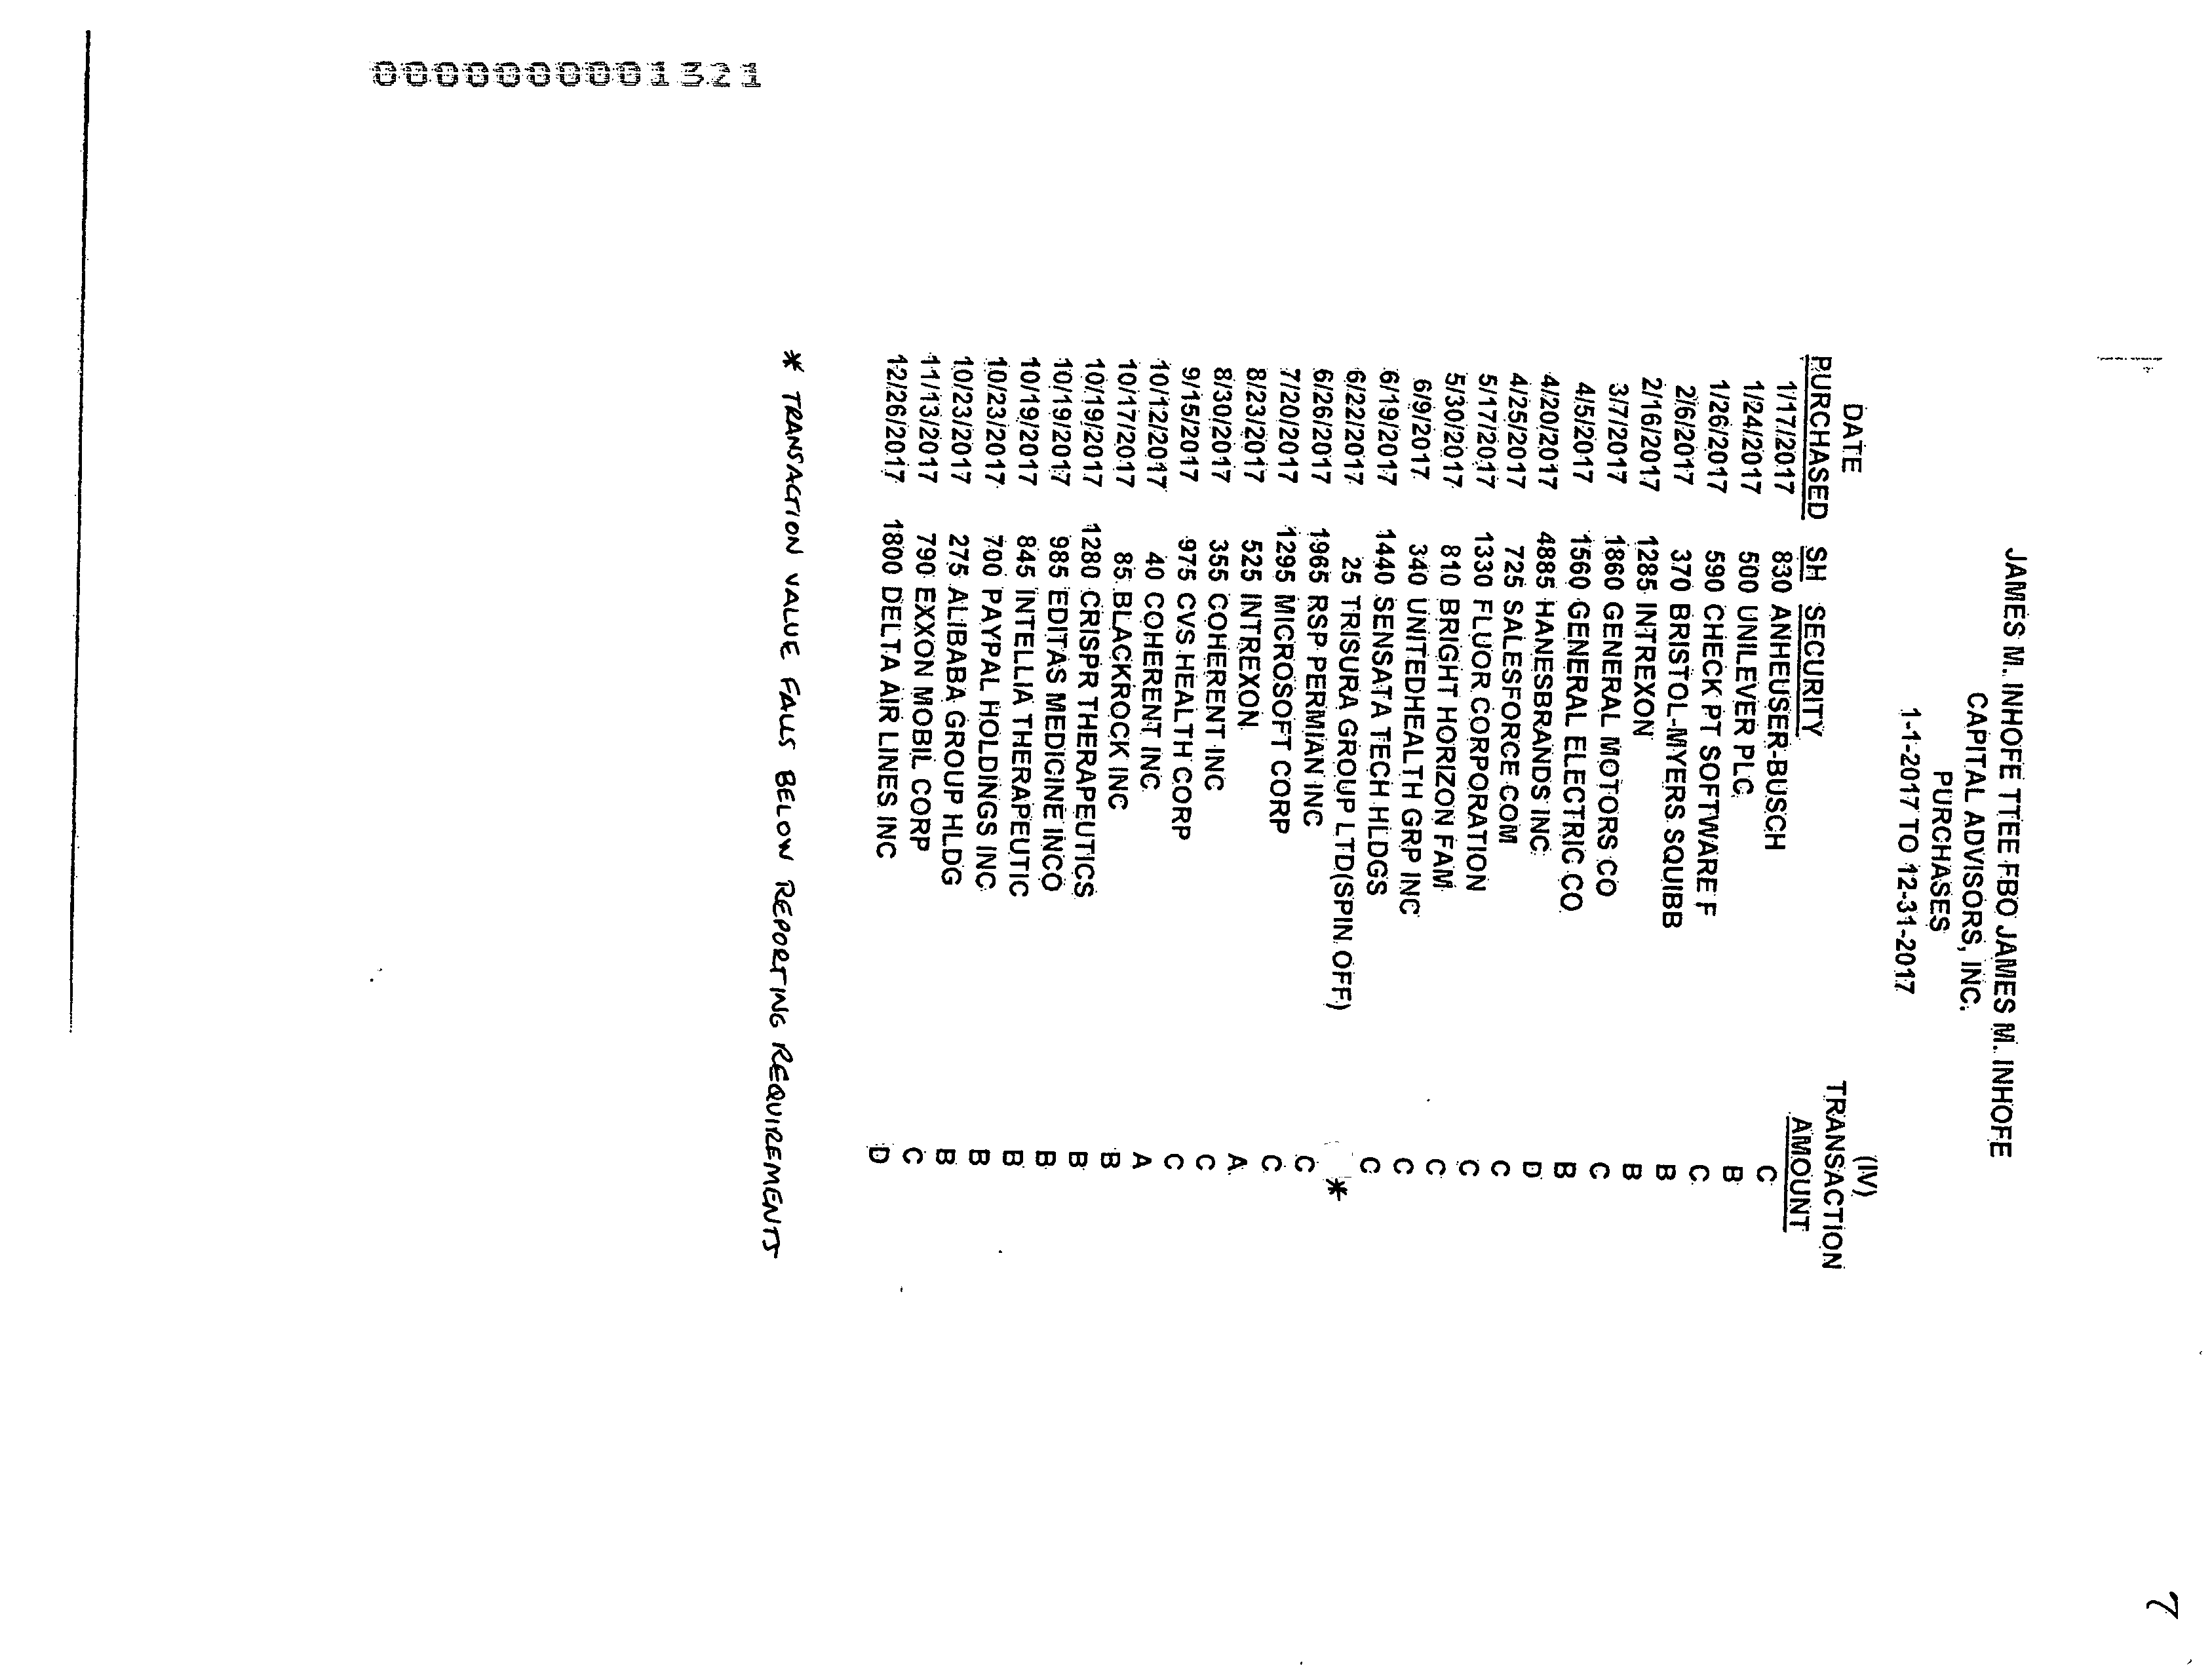 7
JAMES M. INHOFE TTEE FBO JAMES M. INHOFE
CAPITAL ADVISORS, INC.
PURCHASES
1-1-2017 TO 12-31-2017
(IV)
DATE TRANSACTION
PURCHASED SH SECURITY AMOUNT
1/17/2017 830 ANHEUSER-BUSCH C
1/24/2017 500 UNILEVER PLC B
1/26/2017 590 CHECK PT SOFTWARE F C
2/6/2017 370 BRISTOL-MYERS SQUIBB B
2/16/2017 1285 INTREXON B
3/7/2017 1860 GENERAL MOTORS CO C
4/5/2017 1560 GENERAL ELECTRIC CO B
4/20/2017 4885 HANESBRANDS INC D
4/25/2017 725 SALESFORCE COM C
5/17/2017 1330 FLUOR CORPORATION C
5/30/2017 810 BRIGHT HORIZON FAM C
6/9/2017 340 UNITEDHEALTH GRP INC C
6/19/2017 1440 SENSATA TECH HLDGS C
6/22/2017 25 TRISURA GROUP LTD(SPIN OFF) *
6/26/2017 1965 RSP PERMIAN INC C
7/20/2017 1295 MICROSOFT CORP C
8/23/2017 525 INTREXON A
8/30/2017 355 COHERENT INC C
9/15/2017 975 CVS HEALTH CORP C
10/12/2017 40 COHERENT INC A
10/17/2017 85 BLACKROCK INC B
10/19/2017 1280 CRISPR THERAPEUTICS B
10/19/2017 985 EDITAS MEDICINE INCO B
10/19/2017 845 INTELLIA THERAPEUTIC B
10/23/2017 700 PAYPAL HOLDINGS INC B
10/23/2017 275 ALIBABA GROUP HLDG B
11/13/2017 790 EXXON MOBIL CORP C
12/26/2017 1800 DELTA AIR LINES INC D
* TRANSACTION VALUE FALLS BELOW REPORTING REQUIREMENTS
0000000001321